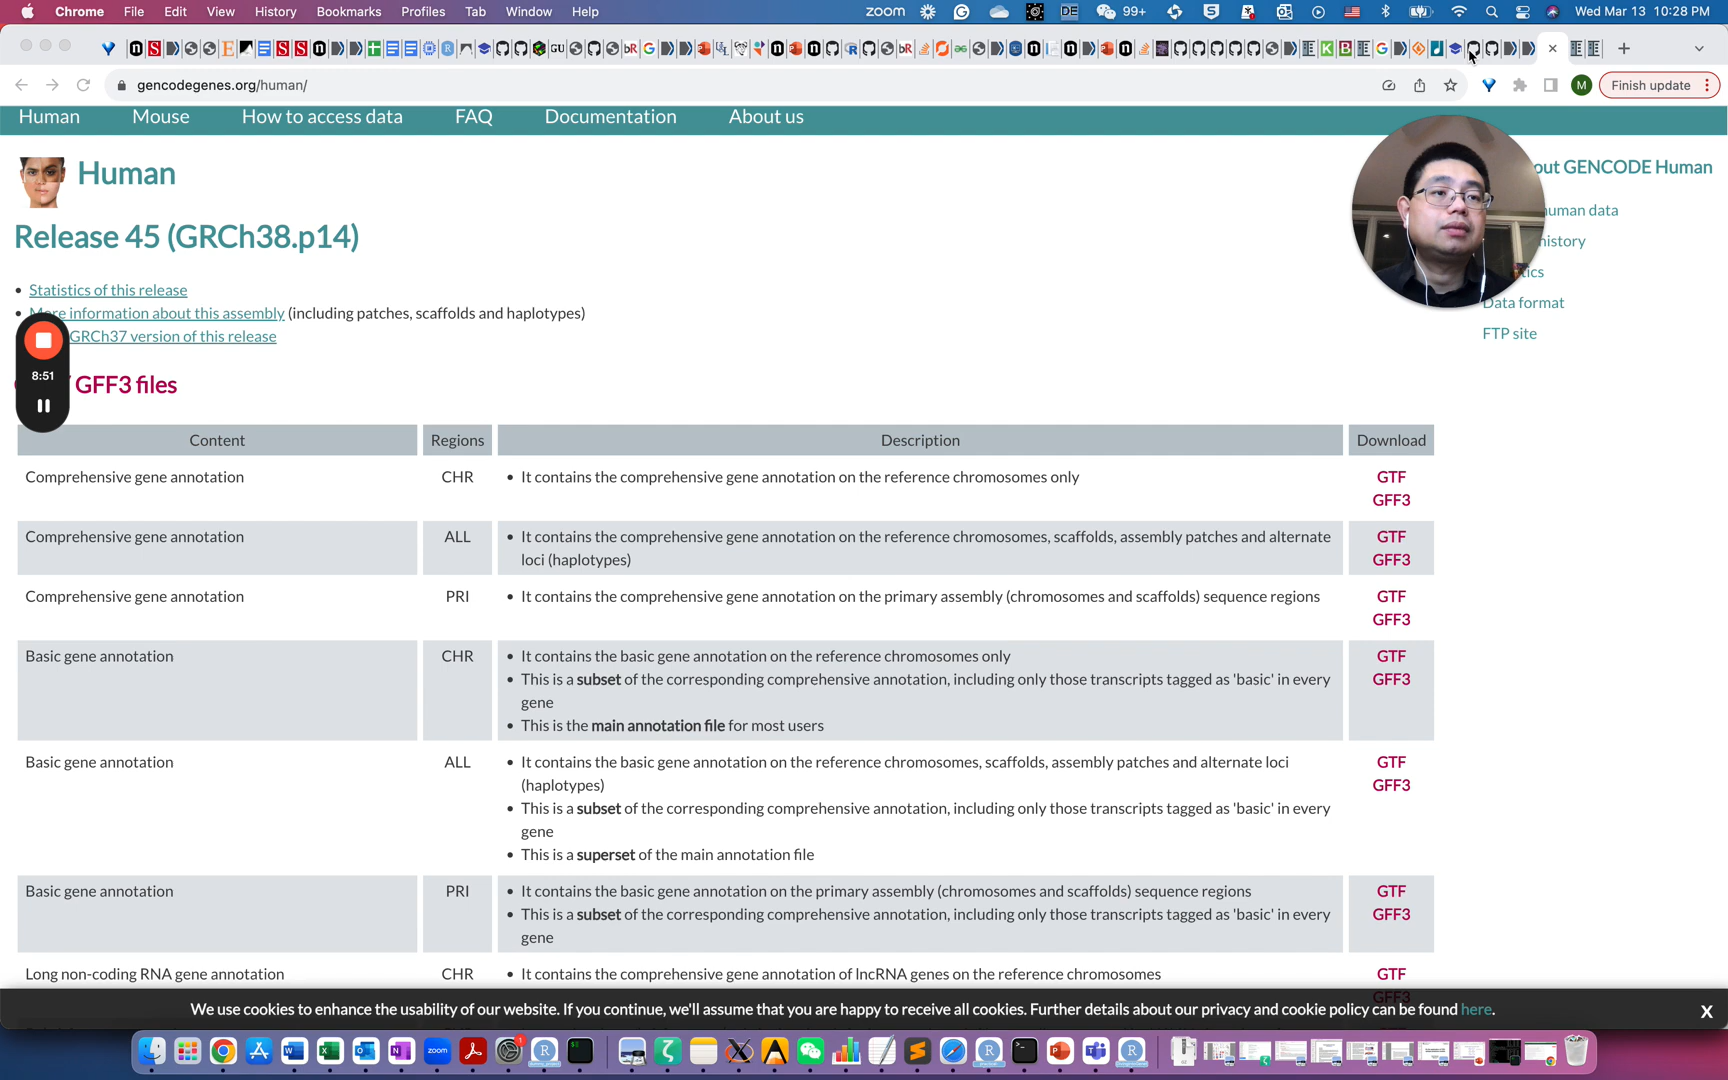 Chrome File Edit View History Bookmarks Profiles Tab Window Help zoom DE 99+ Wed Mar 13 10:28 PM
gencodegenes.org/human/ M Finish update
Human Mouse How to access data FAQ Documentation About us
Human
out GENCODE Human
uman data
history
tics
Data format
FTP site
Release 45 (GRCh38.p14)
Statistics of this release
More information about this assembly (including patches, scaffolds and haplotypes)
GRCh37 version of this release
8:51
GFF3 files
Content Regions Description Download
Comprehensive gene annotation CHR • It contains the comprehensive gene annotation on the reference chromosomes only GTF
GFF3
Comprehensive gene annotation ALL • It contains the comprehensive gene annotation on the reference chromosomes, scaffolds, assembly patches and alternate GTF
loci (haplotypes) GFF3
Comprehensive gene annotation PRI • It contains the comprehensive gene annotation on the primary assembly (chromosomes and scaffolds) sequence regions GTF
GFF3
Basic gene annotation CHR • It contains the basic gene annotation on the reference chromosomes only GTF
• This is a subset of the corresponding comprehensive annotation, including only those transcripts tagged as 'basic' in every GFF3
gene
• This is the main annotation file for most users
Basic gene annotation ALL • It contains the basic gene annotation on the reference chromosomes, scaffolds, assembly patches and alternate loci GTF
(haplotypes) GFF3
• This is a subset of the corresponding comprehensive annotation, including only those transcripts tagged as 'basic' in every
gene
• This is a superset of the main annotation file
Basic gene annotation PRI • It contains the basic gene annotation on the primary assembly (chromosomes and scaffolds) sequence regions GTF
• This is a subset of the corresponding comprehensive annotation, including only those transcripts tagged as 'basic' in every GFF3
gene
Long non-coding RNA gene annotation CHR • It contains the comprehensive gene annotation of lncRNA genes on the reference chromosomes GTF
GFF3
We use cookies to enhance the usability of our website. If you continue, we'll assume that you are happy to receive all cookies. Further details about our privacy and cookie policy can be found here. X
zoom